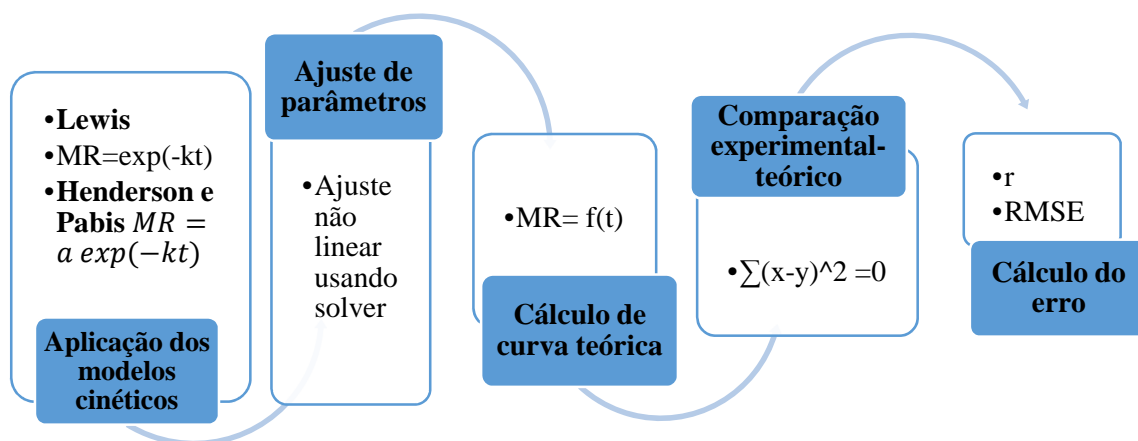 •Lewis
•MR=exp(-kt)
•Henderson e
Pabis MR =
a exp(−kt)
Aplicação dos
modelos
cinéticos
Ajuste de
parâmetros
•Ajuste
não
linear
usando
solver
•MR= f(t)
Cálculo de
curva teórica
Comparação
experimental-
teórico
•∑(x-y)^2 =0
•r
•RMSE
Cálculo do
erro